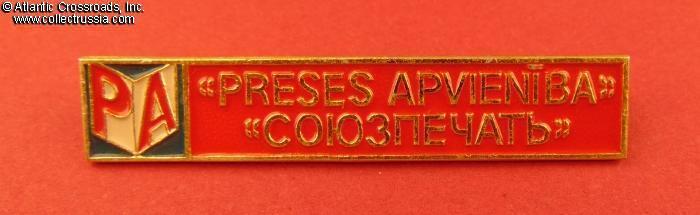 © Atlantic Crossroads, Inc.
www.collectrussia.com
PA
«PRESES APVIENĪBA»
«СОЮЗПЕЧАТЬ»